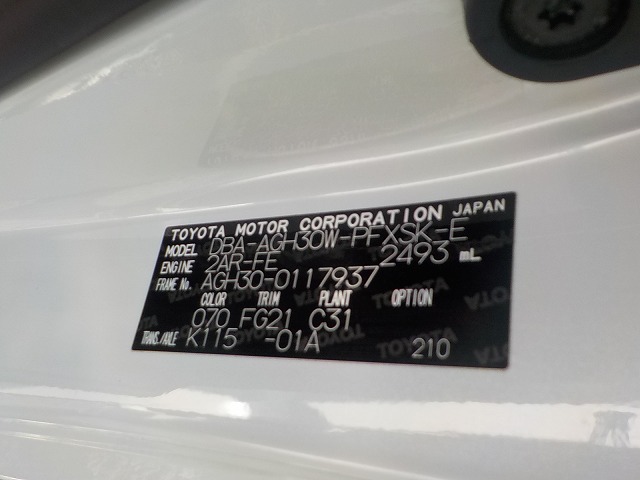 TOYOTA MOTOR CORPORATION JAPAN
MODEL DBA-AGH30W-PFXSK-E
ENGINE 2AR-FE 2493 mL
FRAME No. AGH30-0117937
COLOR TRIM PLANT OPTION
070 FG21 C31
TRANS./AXLE K115 -01A 210